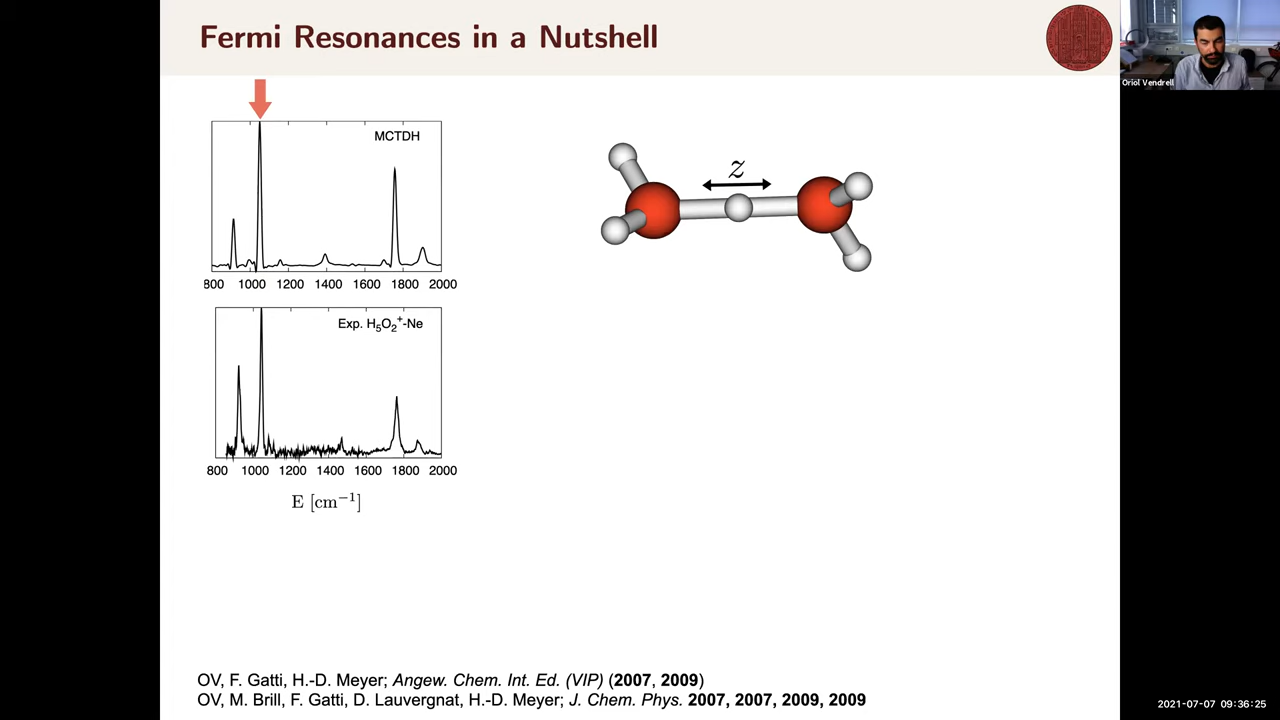 Fermi Resonances in a Nutshell
Oriol Vendrell
MCTDH
800 1000 1200 1400 1600 1800 2000
z
Exp. H₅O₂⁺-Ne
800 1000 1200 1400 1600 1800 2000
E [cm⁻¹]
OV, F. Gatti, H.-D. Meyer; Angew. Chem. Int. Ed. (VIP) (2007, 2009)
OV, M. Brill, F. Gatti, D. Lauvergnat, H.-D. Meyer; J. Chem. Phys. 2007, 2007, 2009, 2009
2021-07-07 09:36:25